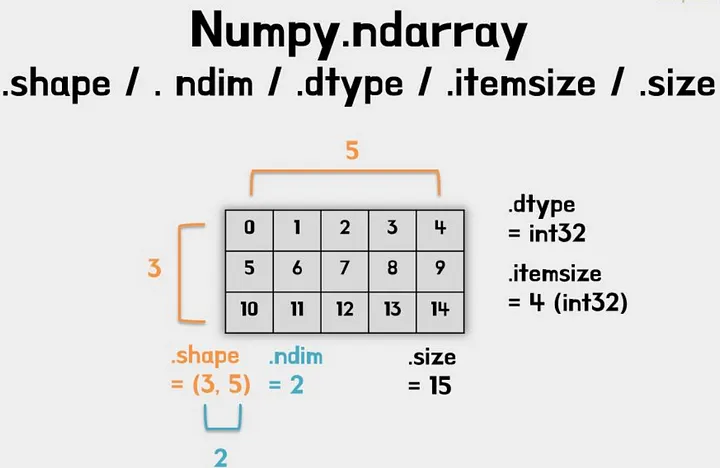 Numpy.ndarray
.shape / . ndim / .dtype / .itemsize / .size
5
3
0 1 2 3 4
5 6 7 8 9
10 11 12 13 14
.dtype
= int32
.itemsize
= 4 (int32)
.shape
= (3, 5)
.ndim
= 2
.size
= 15
2